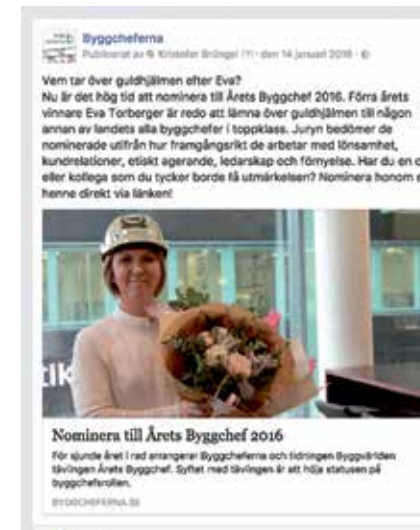 Byggcheferna
Publicerat av Kristofer Brönger · den 14 januari 2016 ·
Vem tar över guldhjälmen efter Eva?
Nu är det hög tid att nominera till Årets Byggchef 2016. Förra årets
vinnare Eva Torberger är redo att lämna över guldhjälmen till någon
annan av landets alla byggchefer i toppklass. Juryn bedömer de
nominerade utifrån hur framgångsrikt de arbetar med lönsamhet,
kundrelationer, etiskt agerande, ledarskap och förnyelse. Har du en
eller kollega som du tycker borde få utmärkelsen? Nominera honom
henne direkt via länken!
Nominera till Årets Byggchef 2016
För sjunde året i rad arrangerar Byggcheferna och tidningen Byggvärlden
tävlingen Årets Byggchef. Syftet med tävlingen är att höja statusen på
byggchefsrollen.
BYGGCHEFERNA.SE